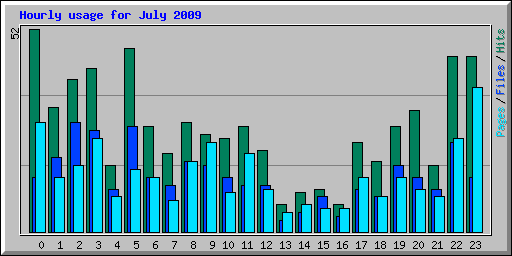 Hourly usage for July 2009
52
Pages/Files/Hits
0 1 2 3 4 5 6 7 8 9 10 11 12 13 14 15 16 17 18 19 20 21 22 23